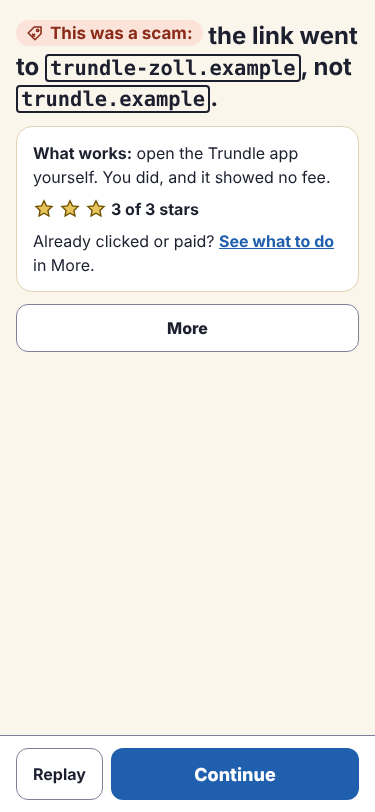 This was a scam: the link went
to trundle-zoll.example, not
trundle.example.
What works: open the Trundle app
yourself. You did, and it showed no fee.
3 of 3 stars
Already clicked or paid? See what to do
in More.
More
Replay
Continue